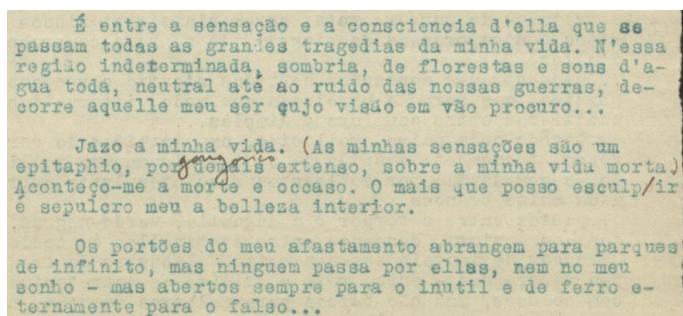 É entre a sensação e a consciencia d'ella que se
passam todas as grandes tragedias da minha vida. N'essa
região indeterminada, sombria, de florestas e sons d'a-
gua toda, neutral até ao ruido das nossas guerras, de-
corre aquelle meu sêr cujo visão em vão procuro...
Jazo a minha vida. (As minhas sensações são um
gongorico
epitaphio, por demais extenso, sobre a minha vida morta.)
Aconteço-me a morte e occaso. O mais que posso esculp/ir
é sepulcro meu a belleza interior.
Os portões do meu afastamento abrangem para parques
de infinito, mas ninguem passa por ellas, nem no meu
sonho - mas abertos sempre para o inutil e de ferro e-
ternamente para o falso...